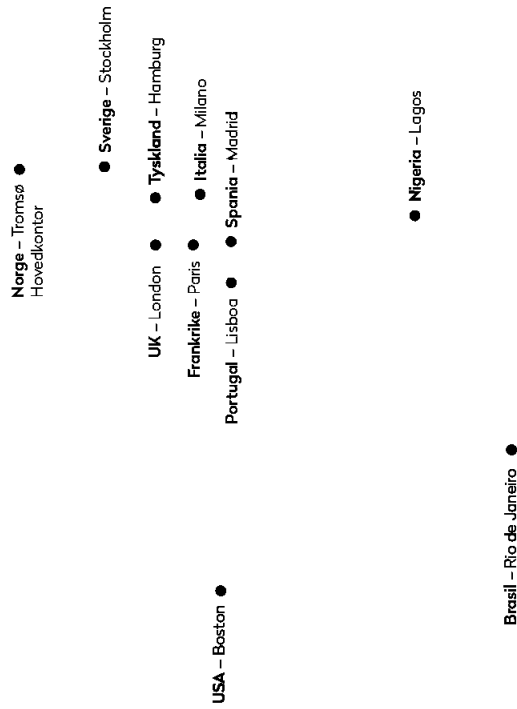 Norge – Tromsø
Hovedkontor
Sverige – Stockholm
UK – London
Tyskland – Hamburg
Frankrike – Paris
Italia – Milano
Portugal – Lisboa
Spania – Madrid
USA – Boston
Nigeria – Lagos
Brasil – Rio de Janeiro